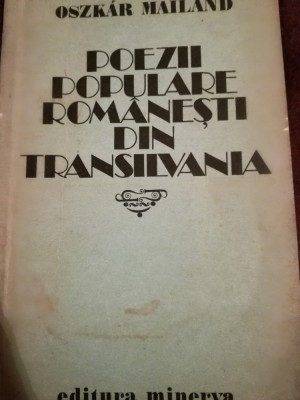 OSZKÁR MAILAND
POEZII
POPULARE
ROMÂNEȘTI
DIN
TRANSILVANIA
editura minerva